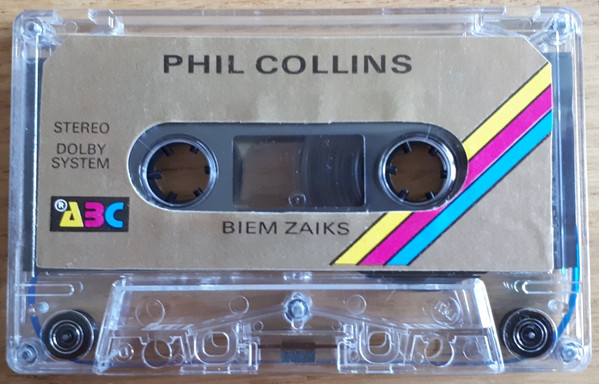 PHIL COLLINS
STEREO
DOLBY
SYSTEM
® ABC
BIEM ZAIKS